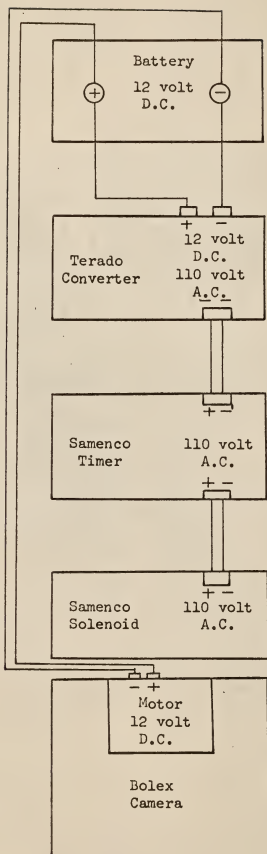 Battery
12 volt
D.C.
+
−
+ −
12 volt
D.C.
110 volt
A.C.
Terado
Converter
− −
+ −
Samenco
Timer
110 volt
A.C.
+ −
+ −
Samenco
Solenoid
110 volt
A.C.
− +
Motor
12 volt
D.C.
Bolex
Camera